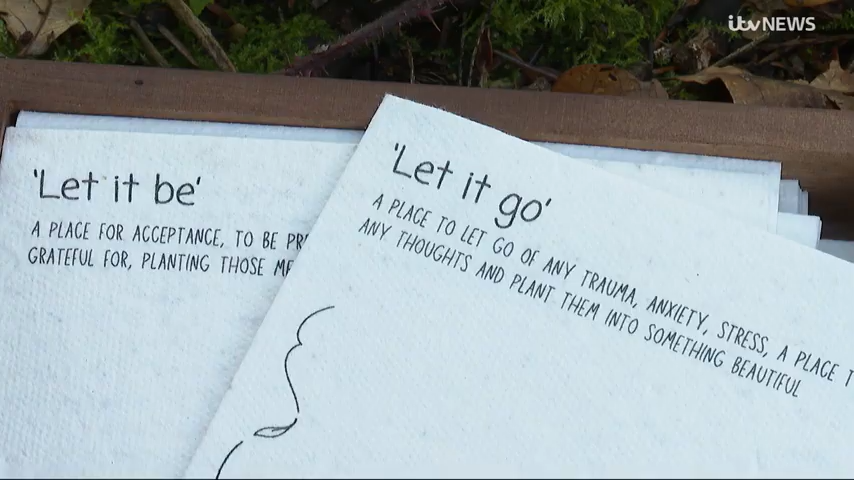 itv NEWS
'Let it be'
A PLACE FOR ACCEPTANCE, TO BE
GRATEFUL FOR, PLANTING THOSE
'Let it go'
A PLACE TO LET GO OF ANY TRAUMA, ANXIETY, STRESS, A PLACE
ANY THOUGHTS AND PLANT THEM INTO SOMETHING BEAUTIFUL